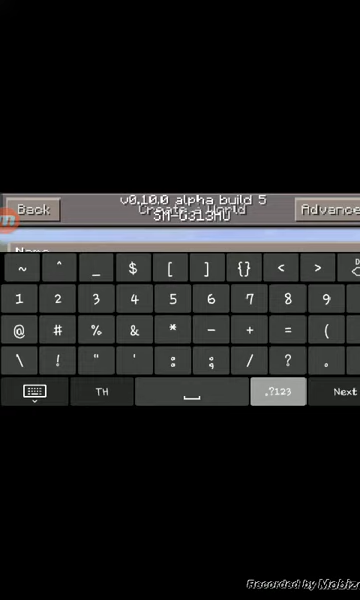 v0.10.0 alpha build 5
Back
Create a World
Advance
SM-G313HU
Name
~ ^ _ $ [ ] {} < >
1 2 3 4 5 6 7 8 9
@ # % & * - + = (
\ ! " ' : ; / ? 。
TH .?123 Next
Recorded by Mobiz